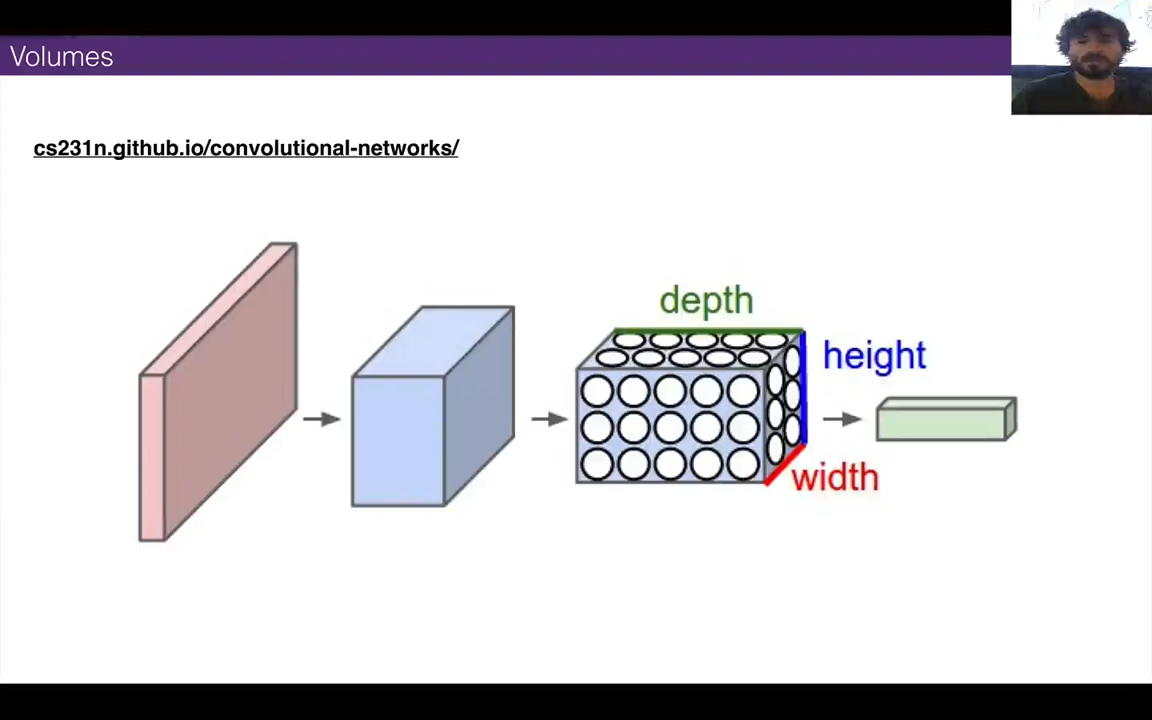 Volumes
cs231n.github.io/convolutional-networks/
depth
height
width